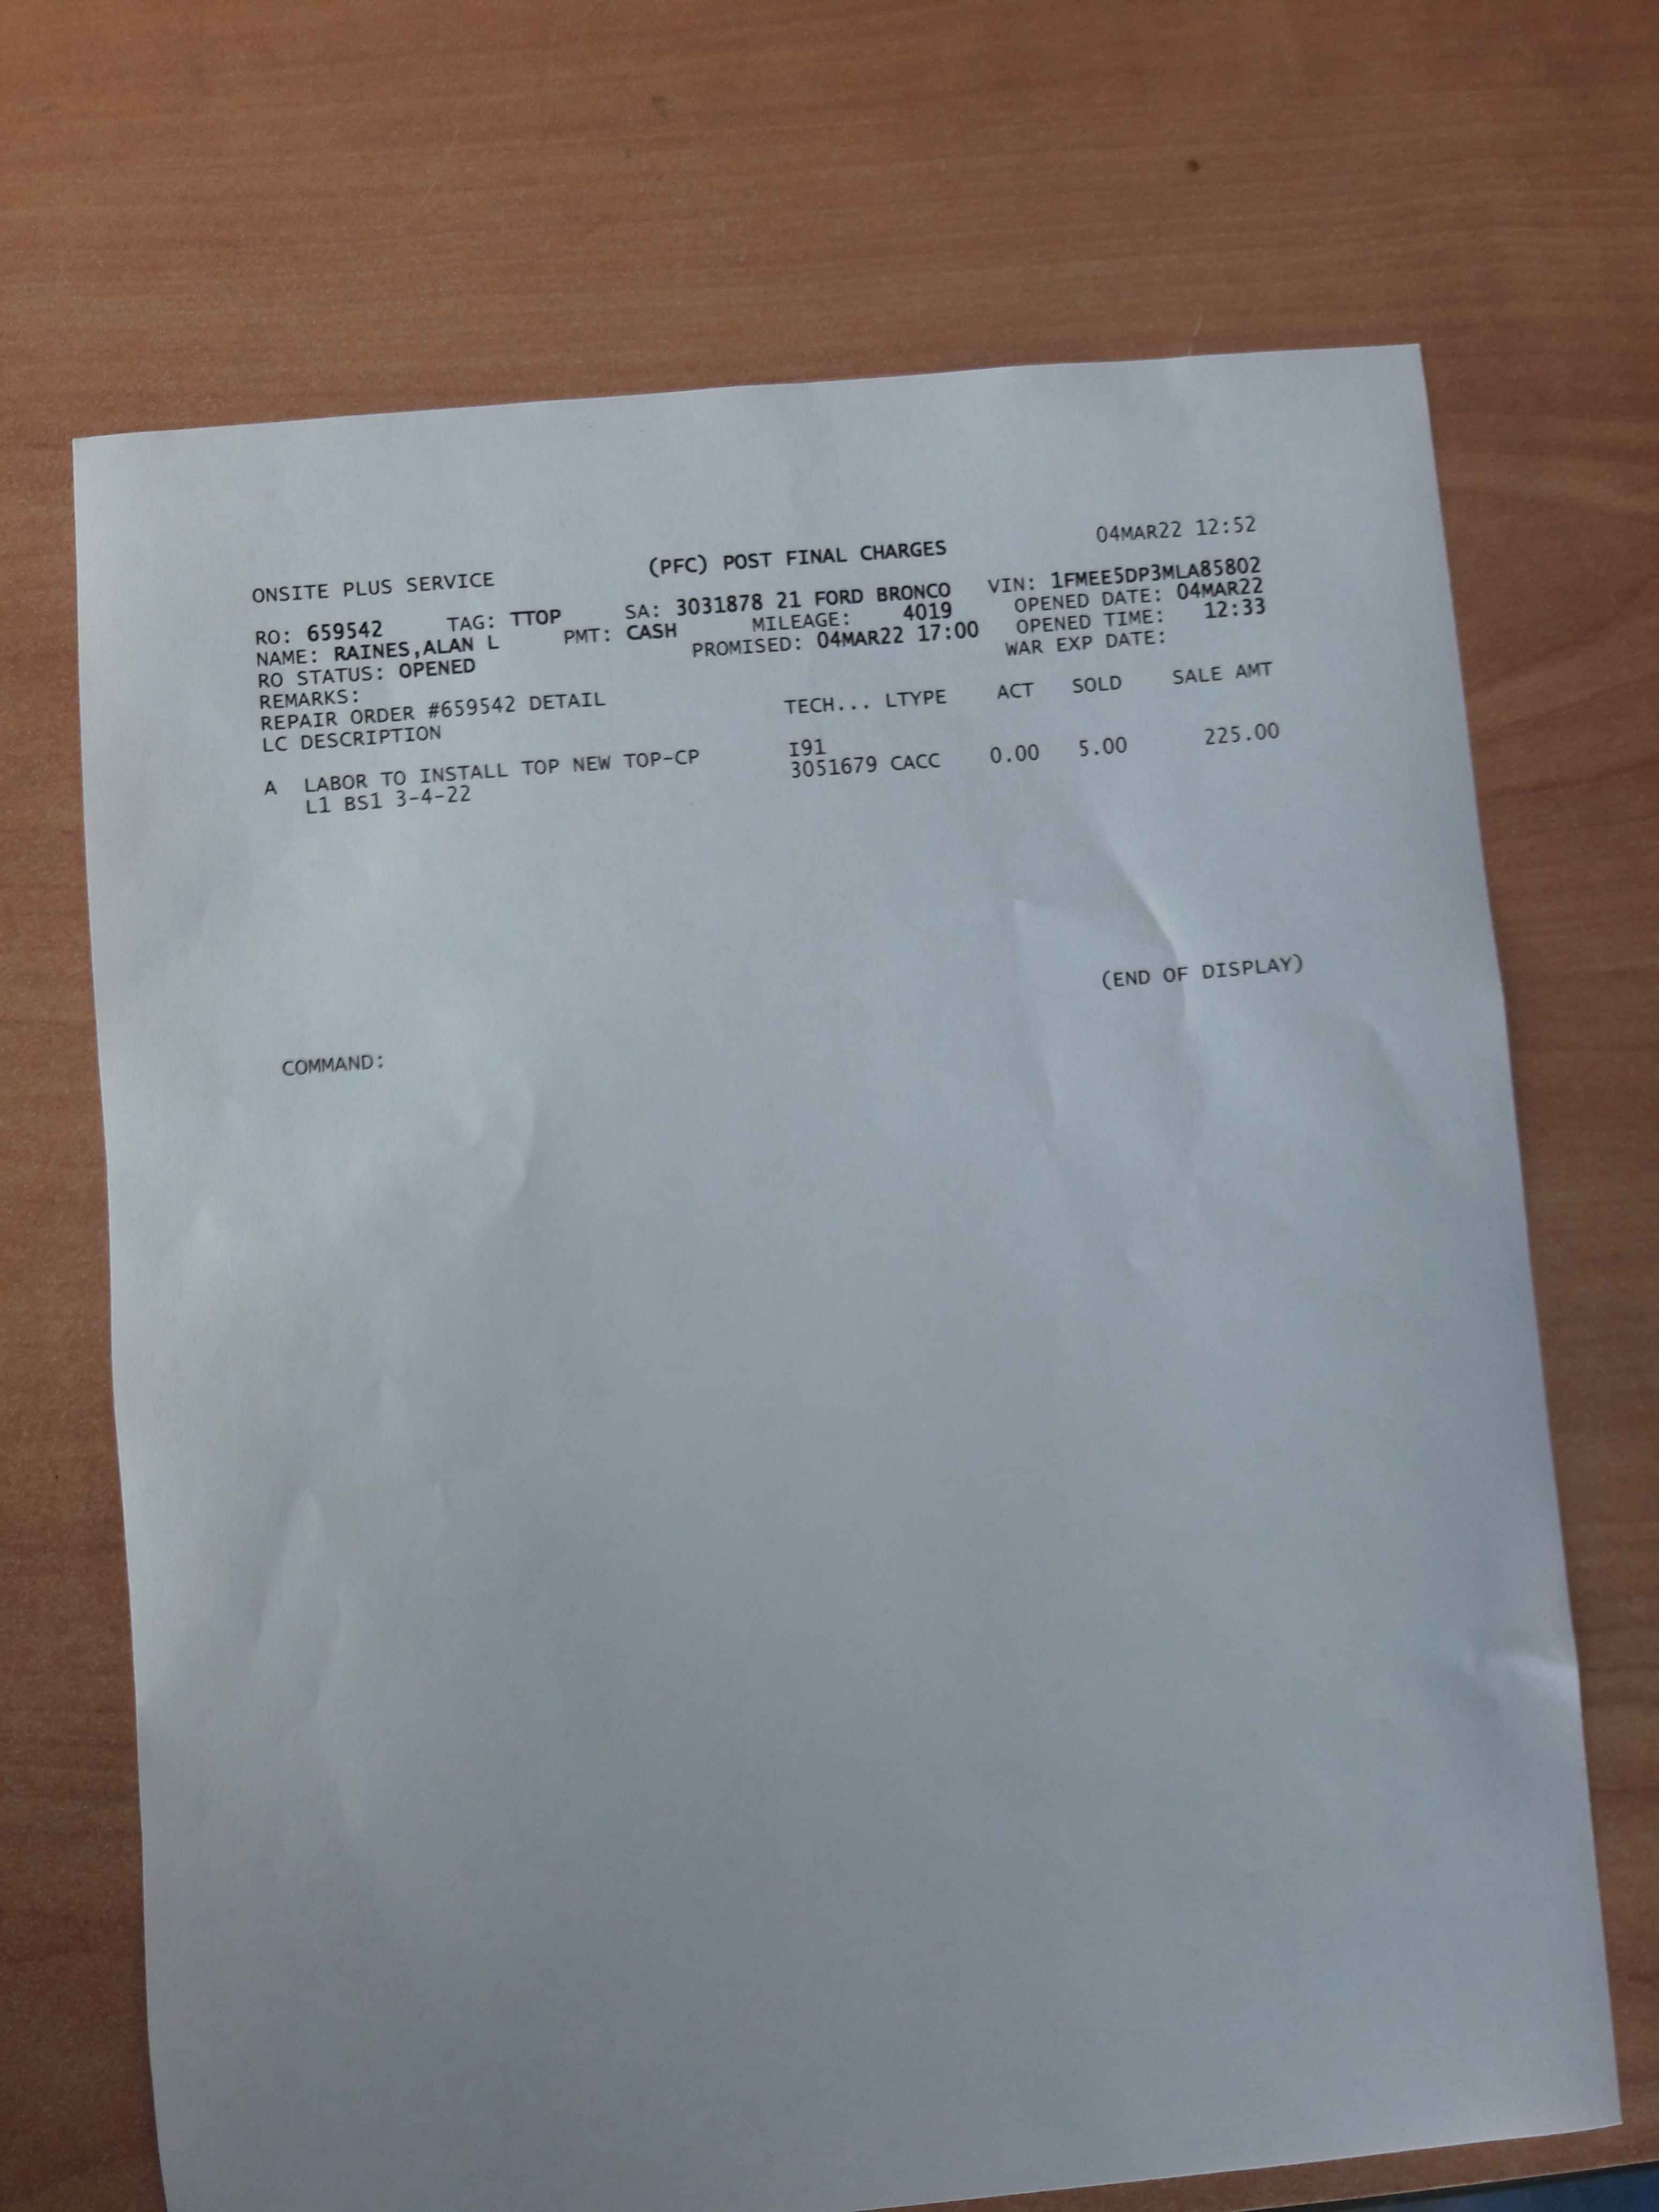 04MAR22 12:52
ONSITE PLUS SERVICE (PFC) POST FINAL CHARGES
RO: 659542 TAG: TTOP SA: 3031878 21 FORD BRONCO VIN: 1FMEE5DP3MLA85802
NAME: RAINES,ALAN L PMT: CASH MILEAGE: 4019 OPENED DATE: 04MAR22
RO STATUS: OPENED PROMISED: 04MAR22 17:00 OPENED TIME: 12:33
REMARKS: WAR EXP DATE:
REPAIR ORDER #659542 DETAIL
LC DESCRIPTION TECH... LTYPE ACT SOLD SALE AMT
I91
A LABOR TO INSTALL TOP NEW TOP-CP 3051679 CACC 0.00 5.00 225.00
L1 BS1 3-4-22
(END OF DISPLAY)
COMMAND: